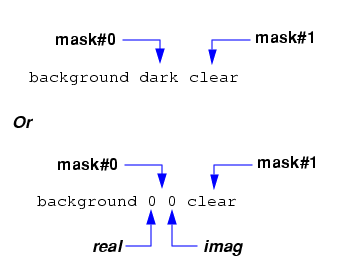 mask#0 mask#1
background dark clear
Or
mask#0 mask#1
background 0 0 clear
real imag